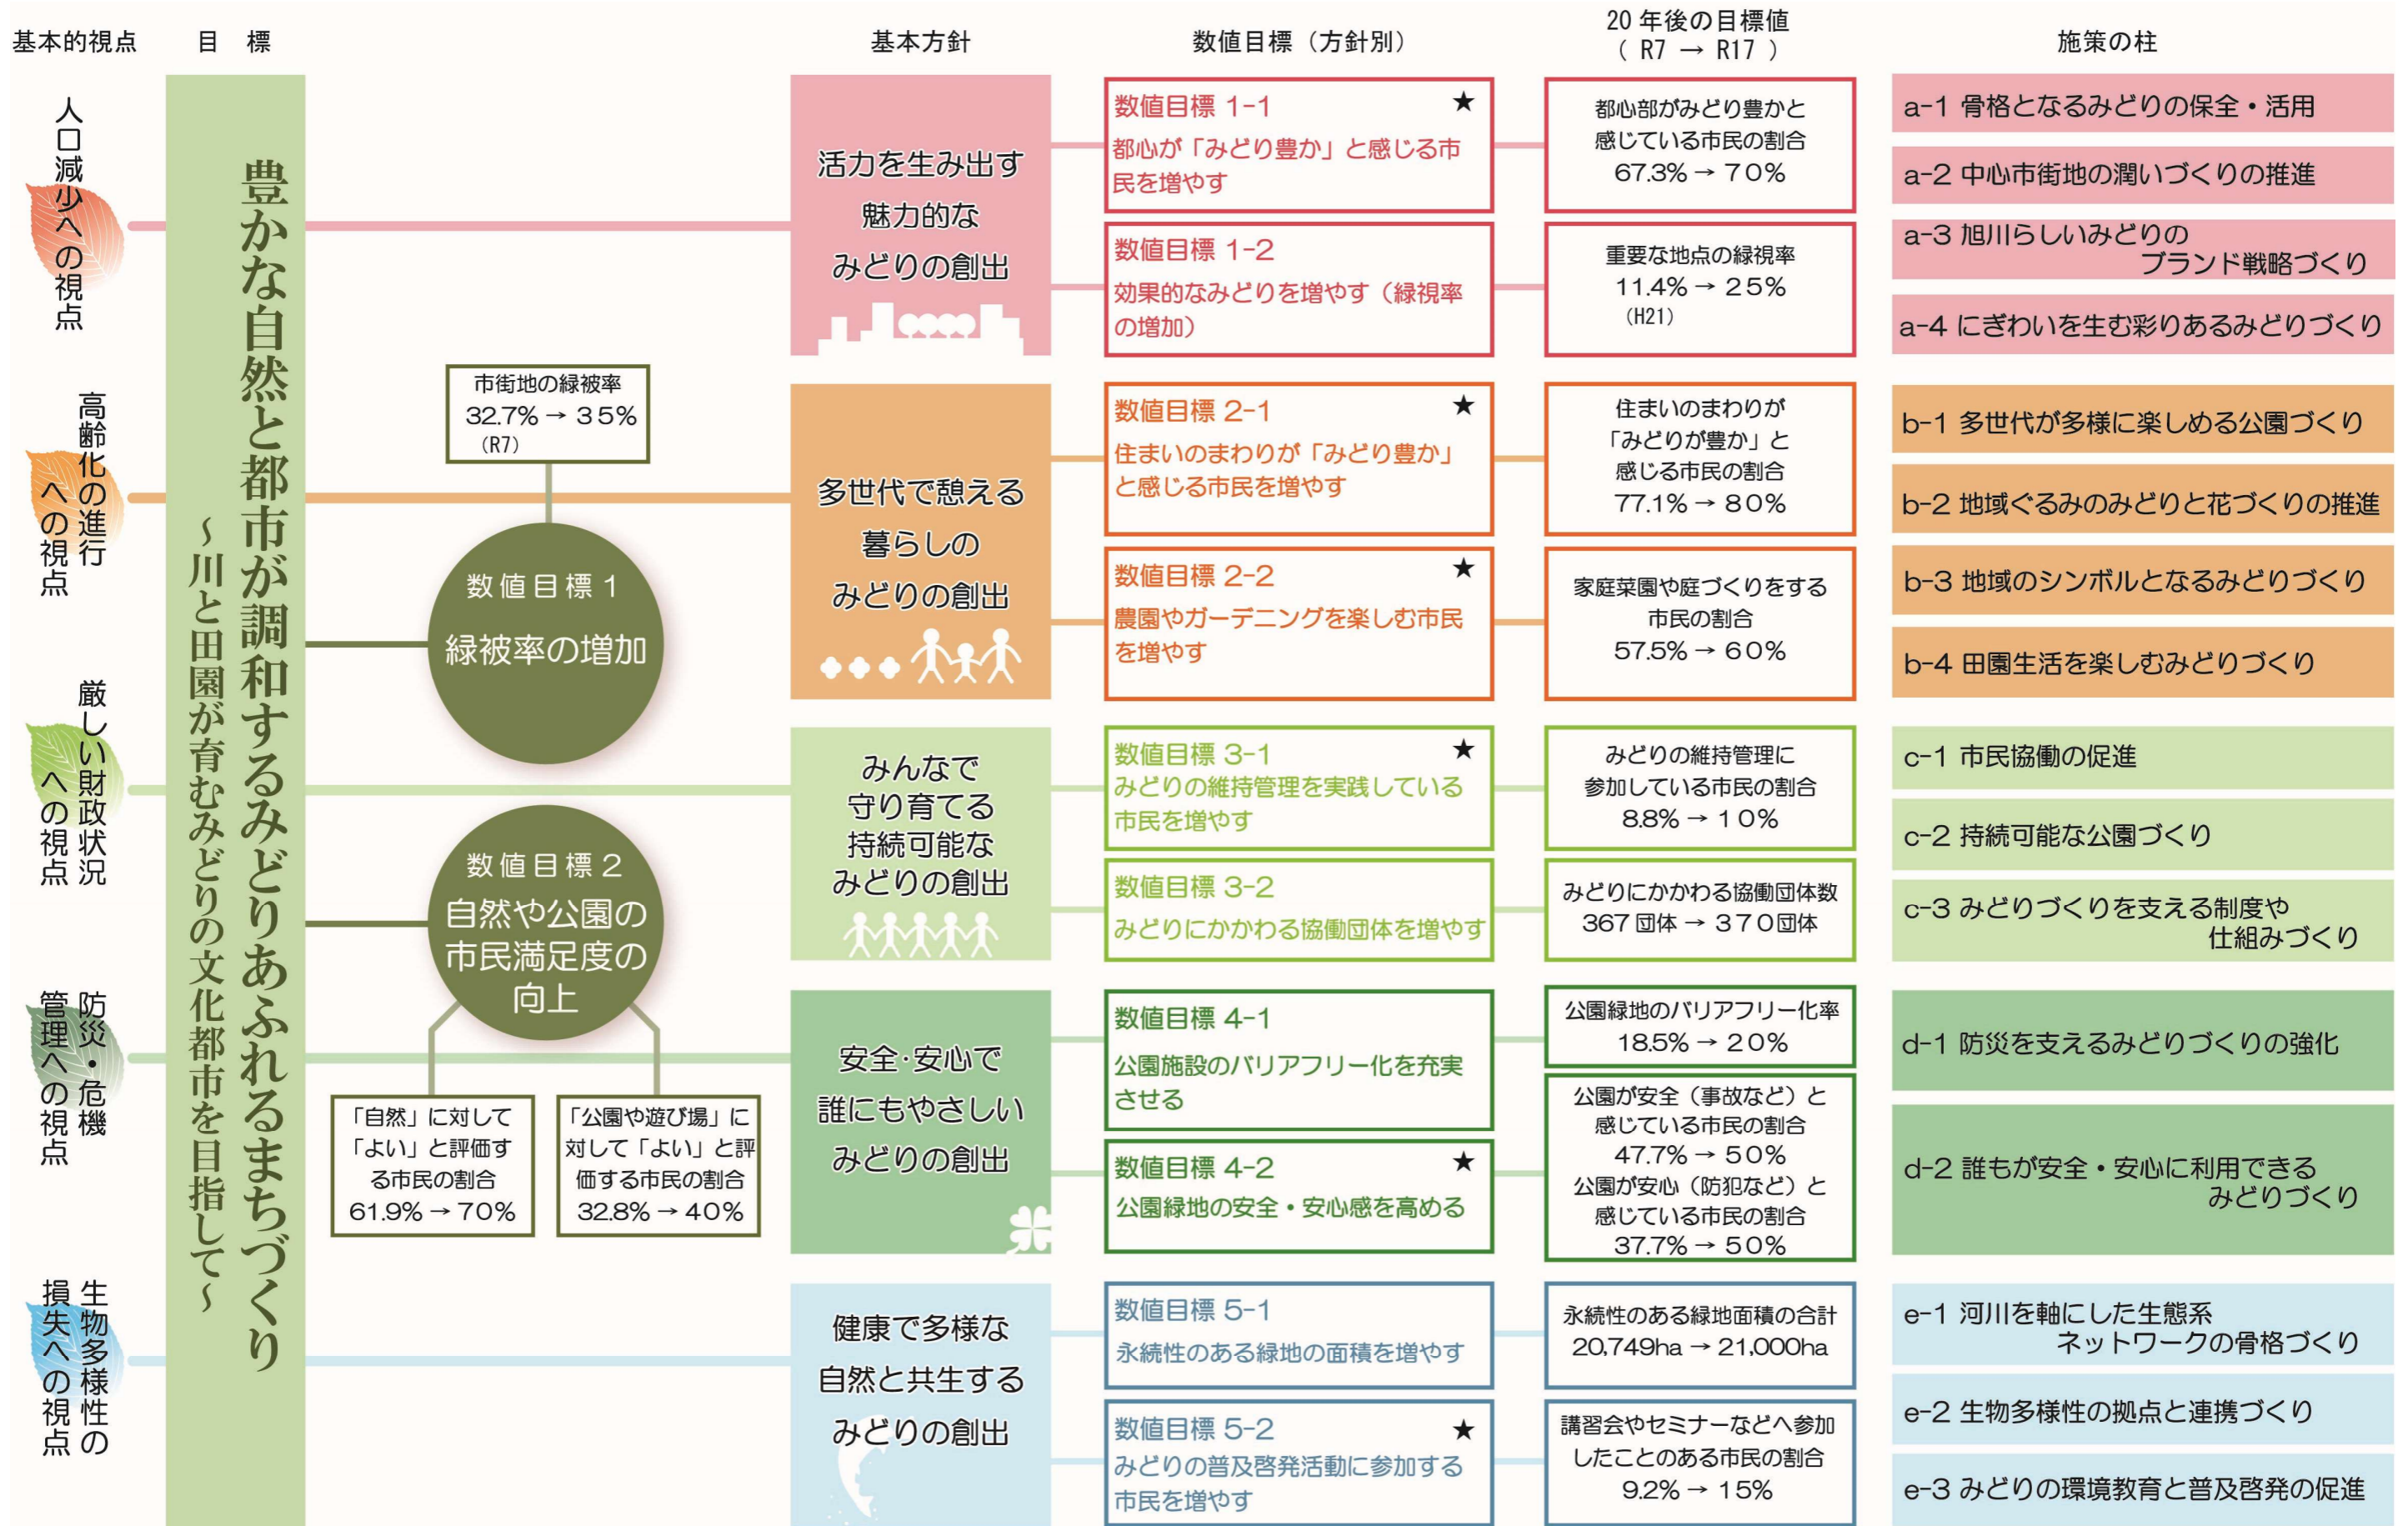 基本的視点
目 標
基本方針
数値目標（方針別）
20年後の目標値
（ R7 → R17 ）
施策の柱
人口減少への視点
高齢化の進行
への視点
厳しい財政状況
への視点
防災・危機
管理への視点
生物多様性の
損失への視点
豊かな自然と都市が調和するみどりあふれるまちづくり
～川と田園が育むみどりの文化都市を目指して～
市街地の緑被率
32.7% → 35%
（R7）
数値目標 1
緑被率の増加
数値目標 2
自然や公園の
市民満足度の
向上
「自然」に対して
「よい」と評価す
る市民の割合
61.9% → 70%
「公園や遊び場」に
対して「よい」と評
価する市民の割合
32.8% → 40%
活力を生み出す
魅力的な
みどりの創出
数値目標 1-1 ★
都心が「みどり豊か」と感じる市
民を増やす
都心部がみどり豊かと
感じている市民の割合
67.3% → 70%
数値目標 1-2
効果的なみどりを増やす（緑視率
の増加）
重要な地点の緑視率
11.4% → 25%
（H21）
a-1 骨格となるみどりの保全・活用
a-2 中心市街地の潤いづくりの推進
a-3 旭川らしいみどりの
ブランド戦略づくり
a-4 にぎわいを生む彩りあるみどりづくり
多世代で憩える
暮らしの
みどりの創出
数値目標 2-1 ★
住まいのまわりが「みどり豊か」
と感じる市民を増やす
住まいのまわりが
「みどりが豊か」と
感じる市民の割合
77.1% → 80%
数値目標 2-2 ★
農園やガーデニングを楽しむ市民
を増やす
家庭菜園や庭づくりをする
市民の割合
57.5% → 60%
b-1 多世代が多様に楽しめる公園づくり
b-2 地域ぐるみのみどりと花づくりの推進
b-3 地域のシンボルとなるみどりづくり
b-4 田園生活を楽しむみどりづくり
みんなで
守り育てる
持続可能な
みどりの創出
数値目標 3-1 ★
みどりの維持管理を実践している
市民を増やす
みどりの維持管理に
参加している市民の割合
8.8% → 10%
数値目標 3-2
みどりにかかわる協働団体を増やす
みどりにかかわる協働団体数
367 団体 → 370団体
c-1 市民協働の促進
c-2 持続可能な公園づくり
c-3 みどりづくりを支える制度や
仕組みづくり
安全・安心で
誰にもやさしい
みどりの創出
数値目標 4-1
公園施設のバリアフリー化を充実
させる
公園緑地のバリアフリー化率
18.5% → 20%
数値目標 4-2 ★
公園緑地の安全・安心感を高める
公園が安全（事故など）と
感じている市民の割合
47.7% → 50%
公園が安心（防犯など）と
感じている市民の割合
37.7% → 50%
d-1 防災を支えるみどりづくりの強化
d-2 誰もが安全・安心に利用できる
みどりづくり
健康で多様な
自然と共生する
みどりの創出
数値目標 5-1
永続性のある緑地の面積を増やす
永続性のある緑地面積の合計
20,749ha → 21,000ha
数値目標 5-2 ★
みどりの普及啓発活動に参加する
市民を増やす
講習会やセミナーなどへ参加
したことのある市民の割合
9.2% → 15%
e-1 河川を軸にした生態系
ネットワークの骨格づくり
e-2 生物多様性の拠点と連携づくり
e-3 みどりの環境教育と普及啓発の促進